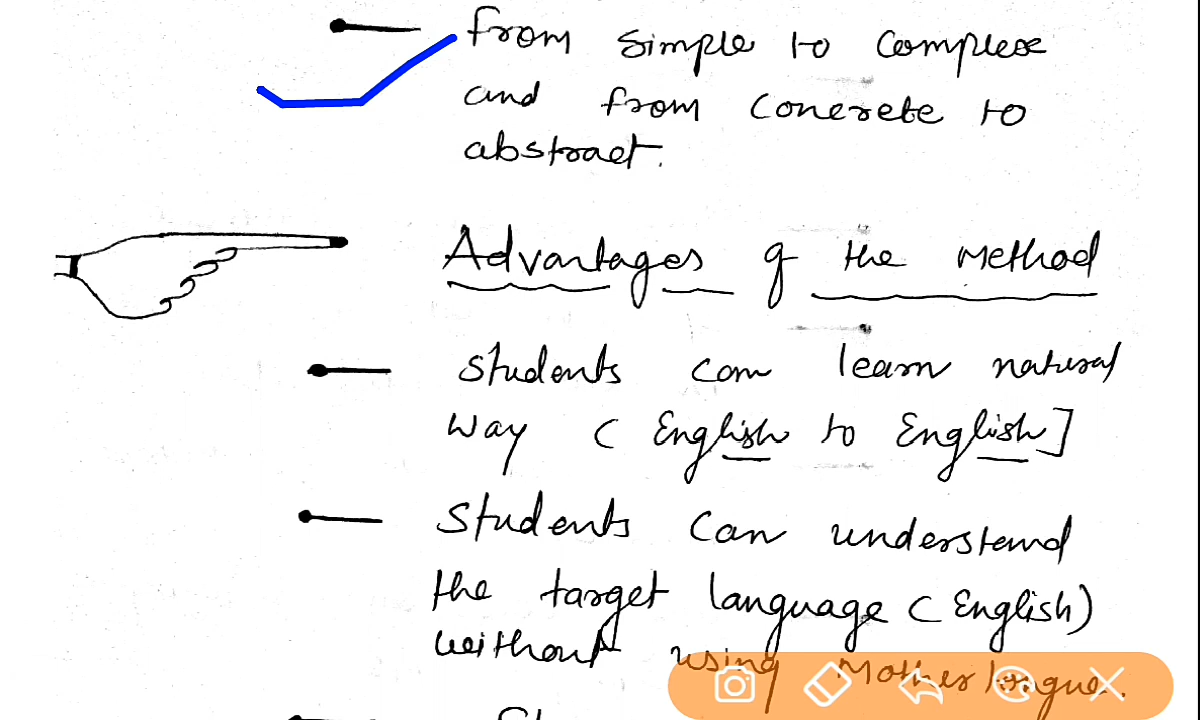 from simple to complex
and from concrete to
abstract.
Advantages of the Method
students can learn natural
way ( English to English ]
students can understand
the target language ( English )
without using Mother tongue.
St